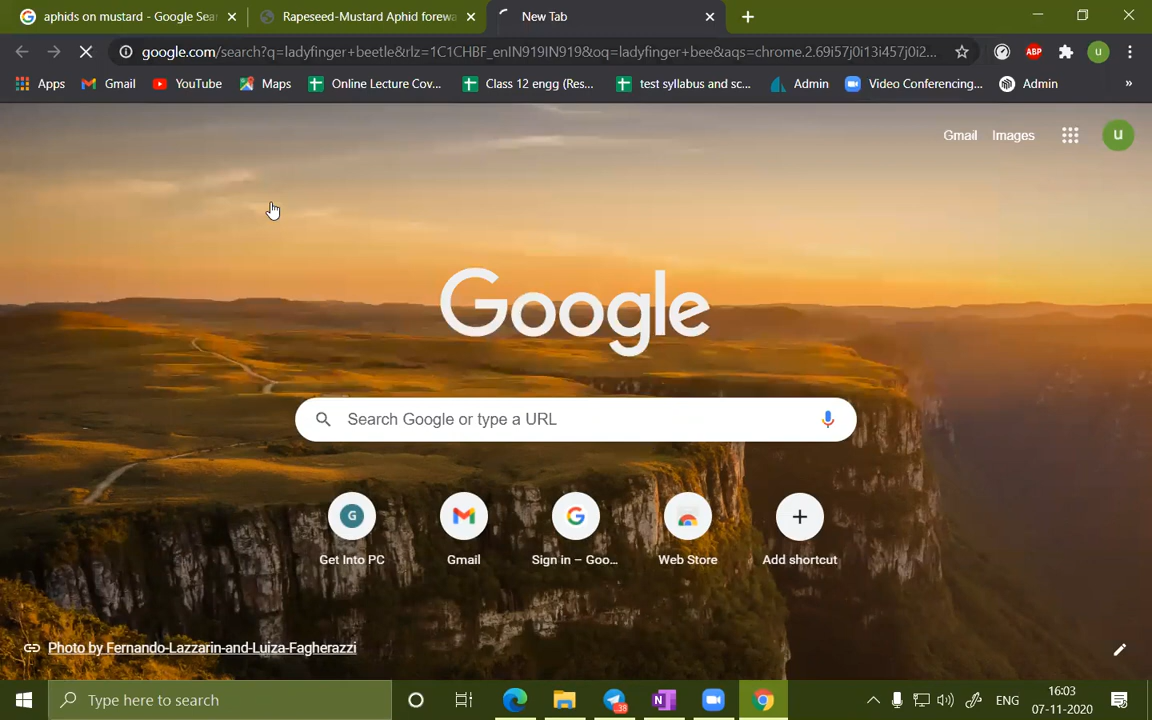 aphids on mustard - Google Sear
Rapeseed-Mustard Aphid forewa
New Tab
google.com/search?q=ladyfinger+beetle&rlz=1C1CHBF_enIN919IN919&oq=ladyfinger+bee&aqs=chrome.2.69i57j0i13i457j0i2...
ABP
u
Apps
Gmail
YouTube
Maps
Online Lecture Cov...
Class 12 engg (Res...
test syllabus and sc...
Admin
Video Conferencing...
Admin
»
Gmail
Images
u
Google
Search Google or type a URL
G
Get Into PC
Gmail
Sign in – Goo...
Web Store
Add shortcut
Photo by Fernando-Lazzarin-and-Luiza-Fagherazzi
Type here to search
38
N
ENG
16:03
07-11-2020